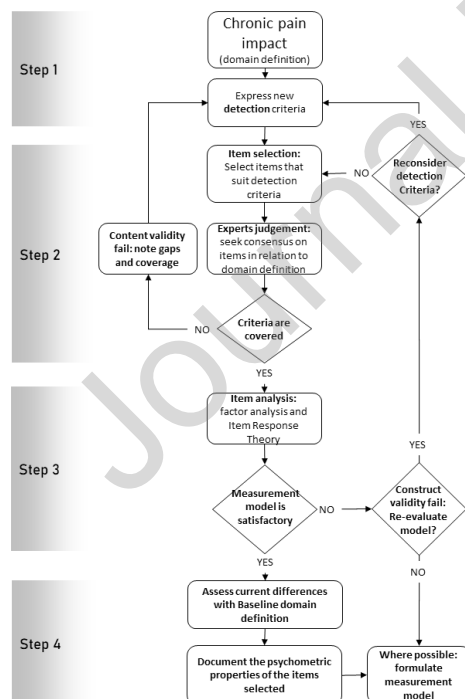 Step 1
Chronic pain
impact
(domain definition)
Express new
detection criteria
YES
Step 2
Item selection:
Select items that
suit detection
criteria
NO
Reconsider
detection
Criteria?
Content validity
fail: note gaps
and coverage
Experts judgement:
seek consensus on
items in relation to
domain definition
NO
Criteria are
covered
YES
Step 3
Item analysis:
factor analysis and
Item Response
Theory
YES
Measurement
model is
satisfactory
NO
Construct validity
fail:
Re-evaluate
model?
YES
NO
Step 4
Assess current differences
with Baseline domain
definition
Document the psychometric
properties of the items
selected
Where possible:
formulate
measurement
model
Journal